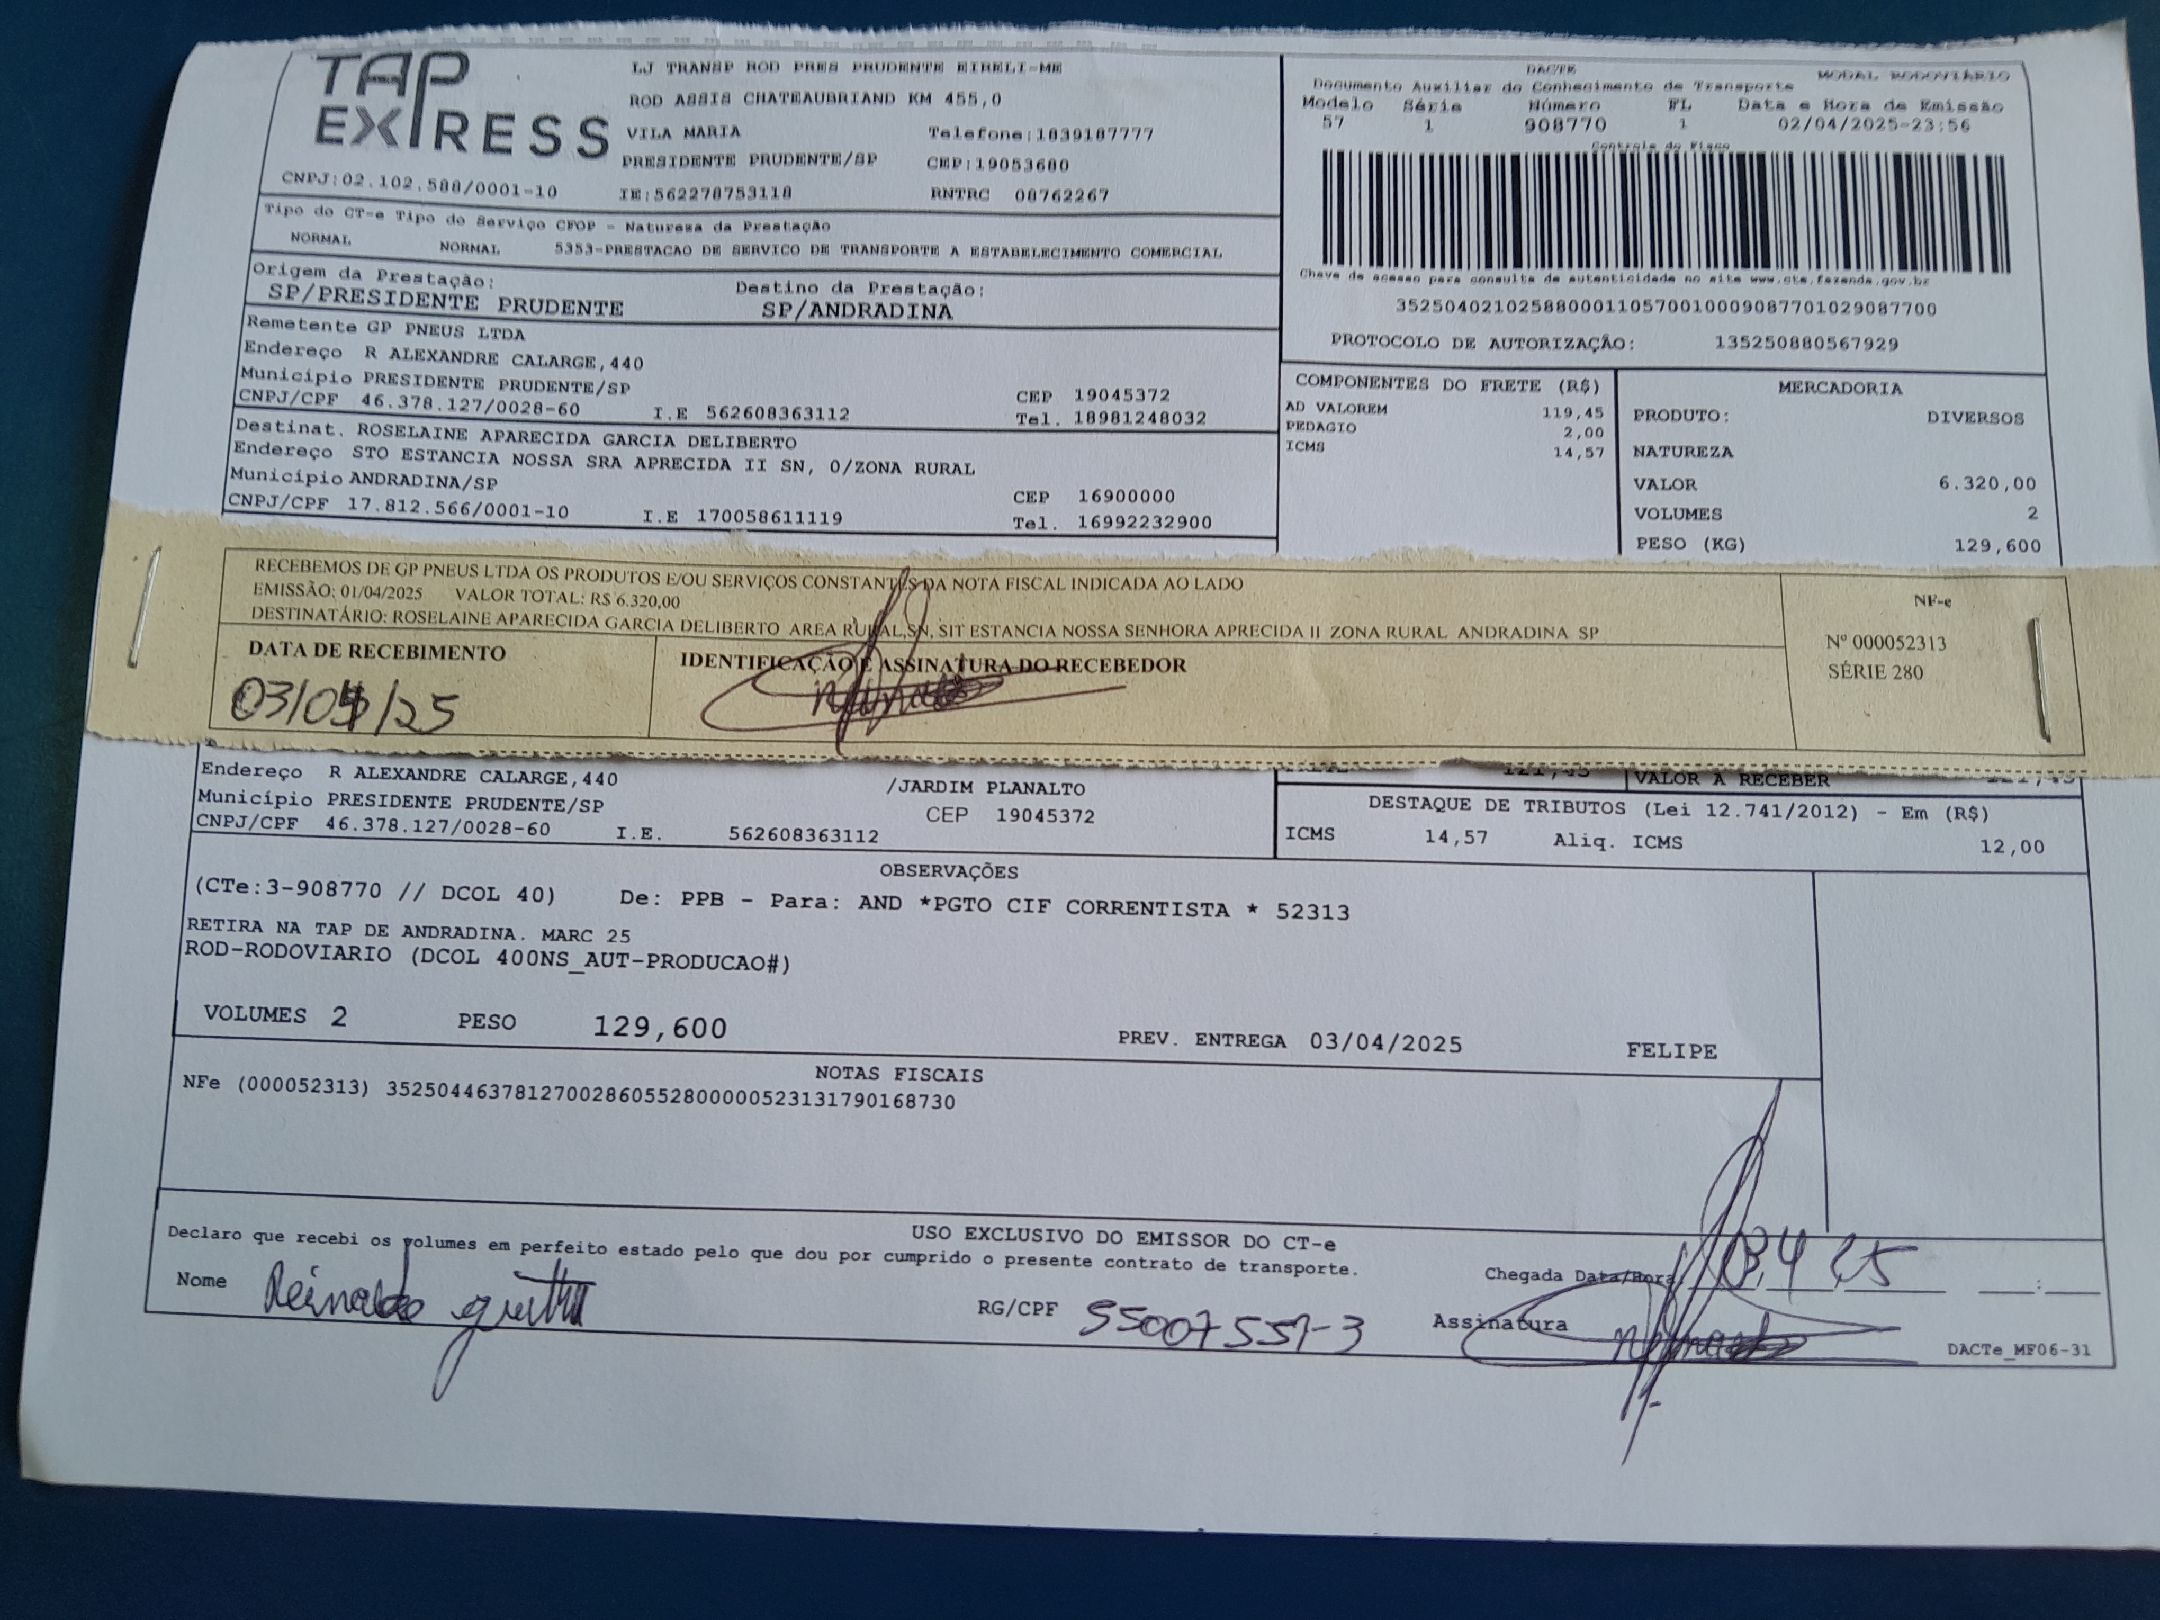 TAP EXPRESS
LJ TRANSP ROD PRES PRUDENTE EIRELI-ME
ROD ASSIS CHATEAUBRIAND KM 455,0
VILA MARIA Telefone:1839187777
PRESIDENTE PRUDENTE/SP CEP:19053680
CNPJ:02.102.588/0001-10 IE:562278753118 RNTRC 08762267
DACTE MODAL RODOVIÁRIO
Documento Auxiliar do Conhecimento de Transporte
Modelo Série Número FL Data e Hora de Emissão
57 1 908770 1 02/04/2025-23:56
Controle do Fisco
Chave de acesso para consulta de autenticidade no site www.cte.fazenda.gov.br
35250402102588000110570010009087701029087700
PROTOCOLO DE AUTORIZAÇÃO: 135250880567929
Tipo do CT-e Tipo do Serviço CFOP - Natureza da Prestação
NORMAL NORMAL 5353-PRESTACAO DE SERVICO DE TRANSPORTE A ESTABELECIMENTO COMERCIAL
Origem da Prestação: Destino da Prestação:
SP/PRESIDENTE PRUDENTE SP/ANDRADINA
Remetente GP PNEUS LTDA
Endereço R ALEXANDRE CALARGE,440
Município PRESIDENTE PRUDENTE/SP CEP 19045372
CNPJ/CPF 46.378.127/0028-60 I.E 562608363112 Tel. 18981248032
Destinat. ROSELAINE APARECIDA GARCIA DELIBERTO
Endereço STO ESTANCIA NOSSA SRA APRECIDA II SN, 0/ZONA RURAL
Município ANDRADINA/SP CEP 16900000
CNPJ/CPF 17.812.566/0001-10 I.E 170058611119 Tel. 16992232900
COMPONENTES DO FRETE (R$)
AD VALOREM 119,45
PEDAGIO 2,00
ICMS 14,57
MERCADORIA
PRODUTO: DIVERSOS
NATUREZA
VALOR 6.320,00
VOLUMES 2
PESO (KG) 129,600
RECEBEMOS DE GP PNEUS LTDA OS PRODUTOS E/OU SERVIÇOS CONSTANTES DA NOTA FISCAL INDICADA AO LADO
EMISSÃO: 01/04/2025 VALOR TOTAL: R$ 6.320,00
DESTINATÁRIO: ROSELAINE APARECIDA GARCIA DELIBERTO AREA RURAL,SN, SIT ESTANCIA NOSSA SENHORA APRECIDA II ZONA RURAL ANDRADINA SP
DATA DE RECEBIMENTO IDENTIFICAÇÃO E ASSINATURA DO RECEBEDOR
03/04/25
NF-e
Nº 000052313
SÉRIE 280
Endereço R ALEXANDRE CALARGE,440 /JARDIM PLANALTO
Município PRESIDENTE PRUDENTE/SP CEP 19045372
CNPJ/CPF 46.378.127/0028-60 I.E. 562608363112
121,45 VALOR A RECEBER 121,45
DESTAQUE DE TRIBUTOS (Lei 12.741/2012) - Em (R$)
ICMS 14,57 Aliq. ICMS 12,00
OBSERVAÇÕES
(CTe:3-908770 // DCOL 40) De: PPB - Para: AND *PGTO CIF CORRENTISTA * 52313
RETIRA NA TAP DE ANDRADINA. MARC 25
ROD-RODOVIARIO (DCOL 400NS_AUT-PRODUCAO#)
VOLUMES 2 PESO 129,600 PREV. ENTREGA 03/04/2025 FELIPE
NOTAS FISCAIS
NFe (000052313) 35250446378127002860552800000523131790168730
USO EXCLUSIVO DO EMISSOR DO CT-e
Declaro que recebi os volumes em perfeito estado pelo que dou por cumprido o presente contrato de transporte.
Chegada Data/Hora 03 4 25 :
Nome Reinaldo RG/CPF 55007551-3 Assinatura
DACTe_MF06-31